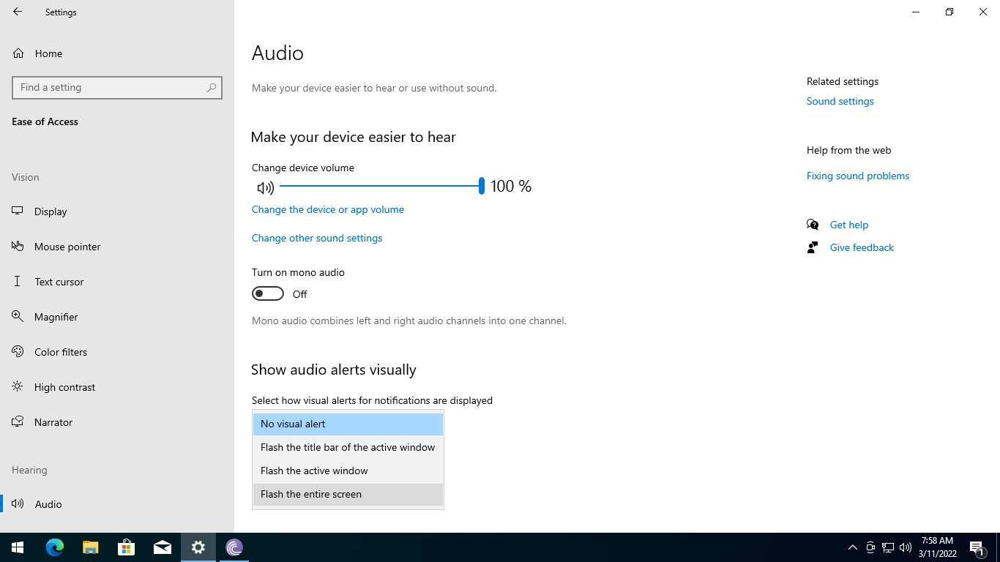 Settings
Home
Find a setting
Ease of Access
Vision
Display
Mouse pointer
Text cursor
Magnifier
Color filters
High contrast
Narrator
Hearing
Audio
Audio
Make your device easier to hear or use without sound.
Make your device easier to hear
Change device volume
100 %
Change the device or app volume
Change other sound settings
Turn on mono audio
Off
Mono audio combines left and right audio channels into one channel.
Show audio alerts visually
Select how visual alerts for notifications are displayed
No visual alert
Flash the title bar of the active window
Flash the active window
Flash the entire screen
Related settings
Sound settings
Help from the web
Fixing sound problems
Get help
Give feedback
7:58 AM
3/11/2022
1